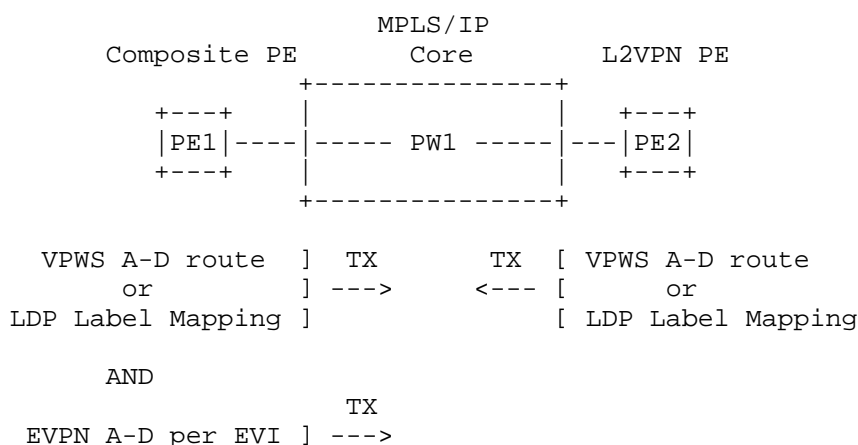 MPLS/IP
Composite PE Core L2VPN PE
+---------------+
+---+ | | +---+
|PE1|----|----- PW1 -----|---|PE2|
+---+ | | +---+
+---------------+
VPWS A-D route ] TX TX [ VPWS A-D route
or ] ---> <--- [ or
LDP Label Mapping ] [ LDP Label Mapping
AND
TX
EVPN A-D per EVI ] --->